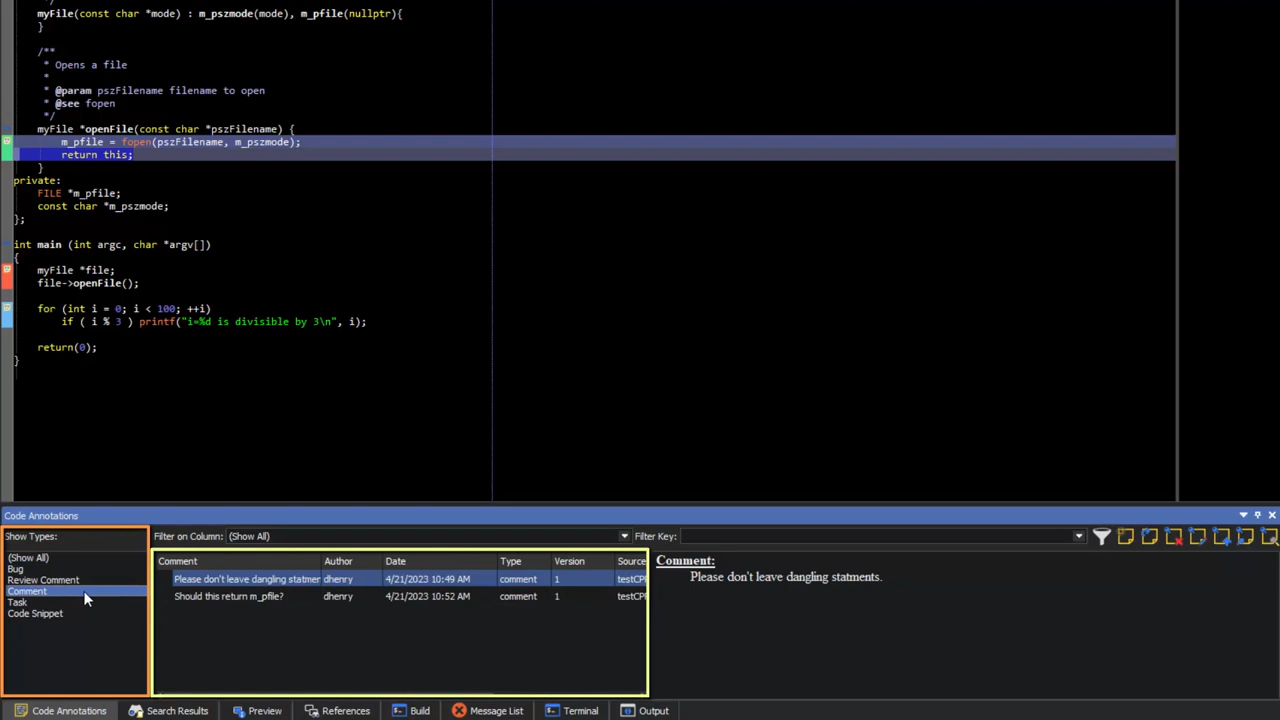 */
myFile(const char *mode) : m_pszmode(mode), m_pfile(nullptr){
}
/**
* Opens a file
*
* @param pszFilename filename to open
* @see fopen
*/
myFile *openFile(const char *pszFilename) {
m_pfile = fopen(pszFilename, m_pszmode);
return this;
}
private:
FILE *m_pfile;
const char *m_pszmode;
};
int main (int argc, char *argv[])
{
myFile *file;
file->openFile();
for (int i = 0; i < 100; ++i)
if ( i % 3 ) printf("i=%d is divisible by 3\n", i);
return(0);
}
Code Annotations
Show Types:
(Show All)
Bug
Review Comment
Comment
Task
Code Snippet
Filter on Column: (Show All) Filter Key:
Comment Author Date Type Version Source
Please don't leave dangling statmer dhenry 4/21/2023 10:49 AM comment 1 testCPP
Should this return m_pfile? dhenry 4/21/2023 10:52 AM comment 1 testCPP
Comment:
Please don't leave dangling statments.
Code Annotations Search Results Preview References Build Message List Terminal Output